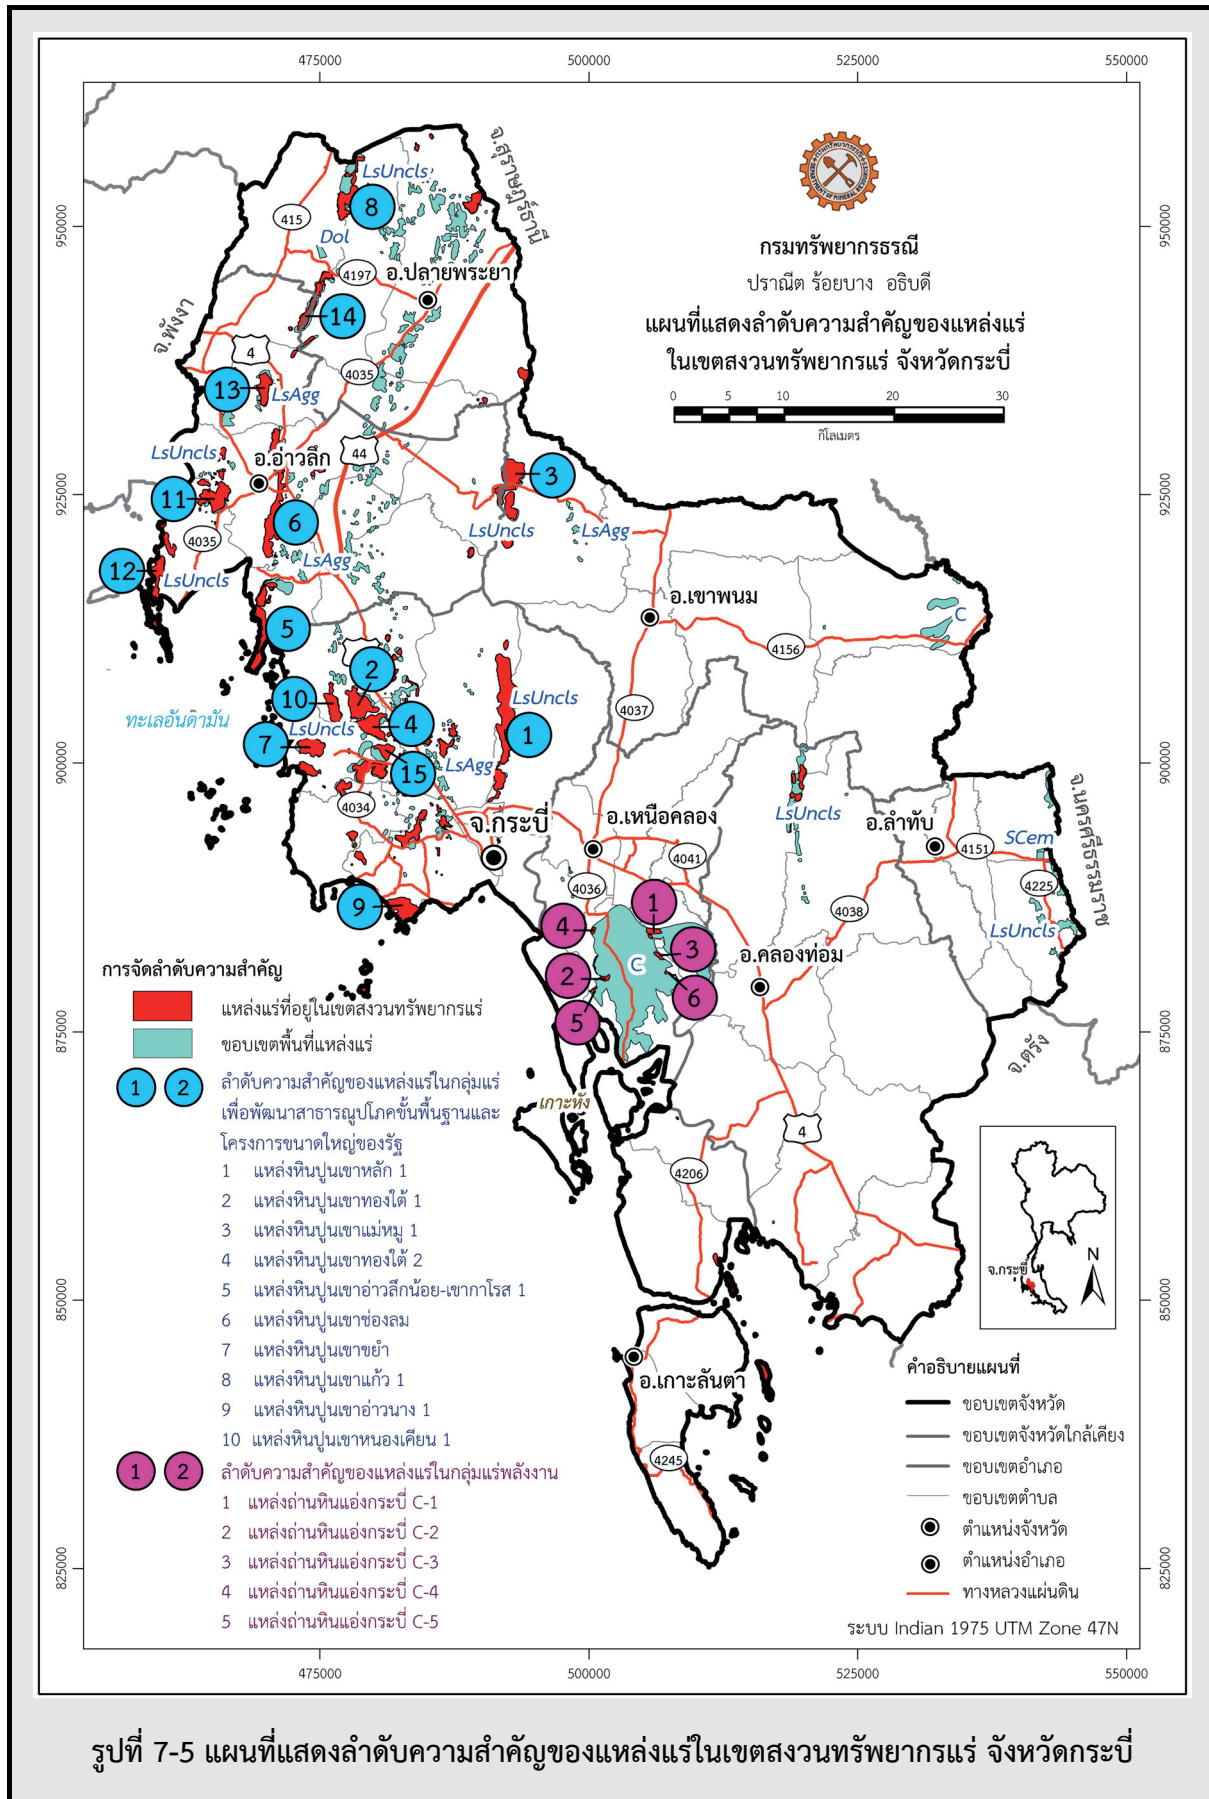 475000
500000
525000
550000
950000
925000
900000
875000
850000
825000
950000
925000
900000
875000
850000
825000
กรมทรัพยากรธรณี
ปราณีต ร้อยบาง อธิบดี
แผนที่แสดงลำดับความสำคัญของแหล่งแร่
ในเขตสงวนทรัพยากรแร่ จังหวัดกระบี่
0 5 10 20 30
กิโลเมตร
จ.สุราษฎร์ธานี
LsUncls
8
415
Dol
4197
อ.ปลายพระยา
14
จ.พังงา
4
4035
13
LsAgg
44
LsUncls
อ.อ่าวลึก
11
3
6
LsUncls
LsAgg
4035
LsAgg
12
LsUncls
อ.เขาพนม
C
5
4156
2
10
LsUncls
4037
ทะเลอันดามัน
LsUncls
4
1
7
LsAgg
15
4034
จ.กระบี่
อ.เหนือคลอง
LsUncls
อ.ลำทับ
SCem
จ.นครศรีธรรมราช
4151
4041
4225
4036
4038
9
1
4
LsUncls
3
อ.คลองท่อม
C
2
6
5
จ.ตรัง
เกาะฮั่ง
4
4206
อ.เกาะลันตา
4245
การจัดลำดับความสำคัญ
แหล่งแร่ที่อยู่ในเขตสงวนทรัพยากรแร่
ขอบเขตพื้นที่แหล่งแร่
1 2 ลำดับความสำคัญของแหล่งแร่ในกลุ่มแร่
เพื่อพัฒนาสาธารณูปโภคขั้นพื้นฐานและ
โครงการขนาดใหญ่ของรัฐ
1 แหล่งหินปูนเขาหลัก 1
2 แหล่งหินปูนเขาทองใต้ 1
3 แหล่งหินปูนเขาแม่หมู 1
4 แหล่งหินปูนเขาทองใต้ 2
5 แหล่งหินปูนเขาอ่าวลึกน้อย-เขากาโรส 1
6 แหล่งหินปูนเขาช่องลม
7 แหล่งหินปูนเขาขยำ
8 แหล่งหินปูนเขาแก้ว 1
9 แหล่งหินปูนเขาอ่าวนาง 1
10 แหล่งหินปูนเขาหนองเคียน 1
1 2 ลำดับความสำคัญของแหล่งแร่ในกลุ่มแร่พลังงาน
1 แหล่งถ่านหินแอ่งกระบี่ C-1
2 แหล่งถ่านหินแอ่งกระบี่ C-2
3 แหล่งถ่านหินแอ่งกระบี่ C-3
4 แหล่งถ่านหินแอ่งกระบี่ C-4
5 แหล่งถ่านหินแอ่งกระบี่ C-5
จ.กระบี่
N
คำอธิบายแผนที่
ขอบเขตจังหวัด
ขอบเขตจังหวัดใกล้เคียง
ขอบเขตอำเภอ
ขอบเขตตำบล
ตำแหน่งจังหวัด
ตำแหน่งอำเภอ
ทางหลวงแผ่นดิน
ระบบ Indian 1975 UTM Zone 47N
475000
500000
525000
550000
รูปที่ 7-5 แผนที่แสดงลำดับความสำคัญของแหล่งแร่ในเขตสงวนทรัพยากรแร่ จังหวัดกระบี่